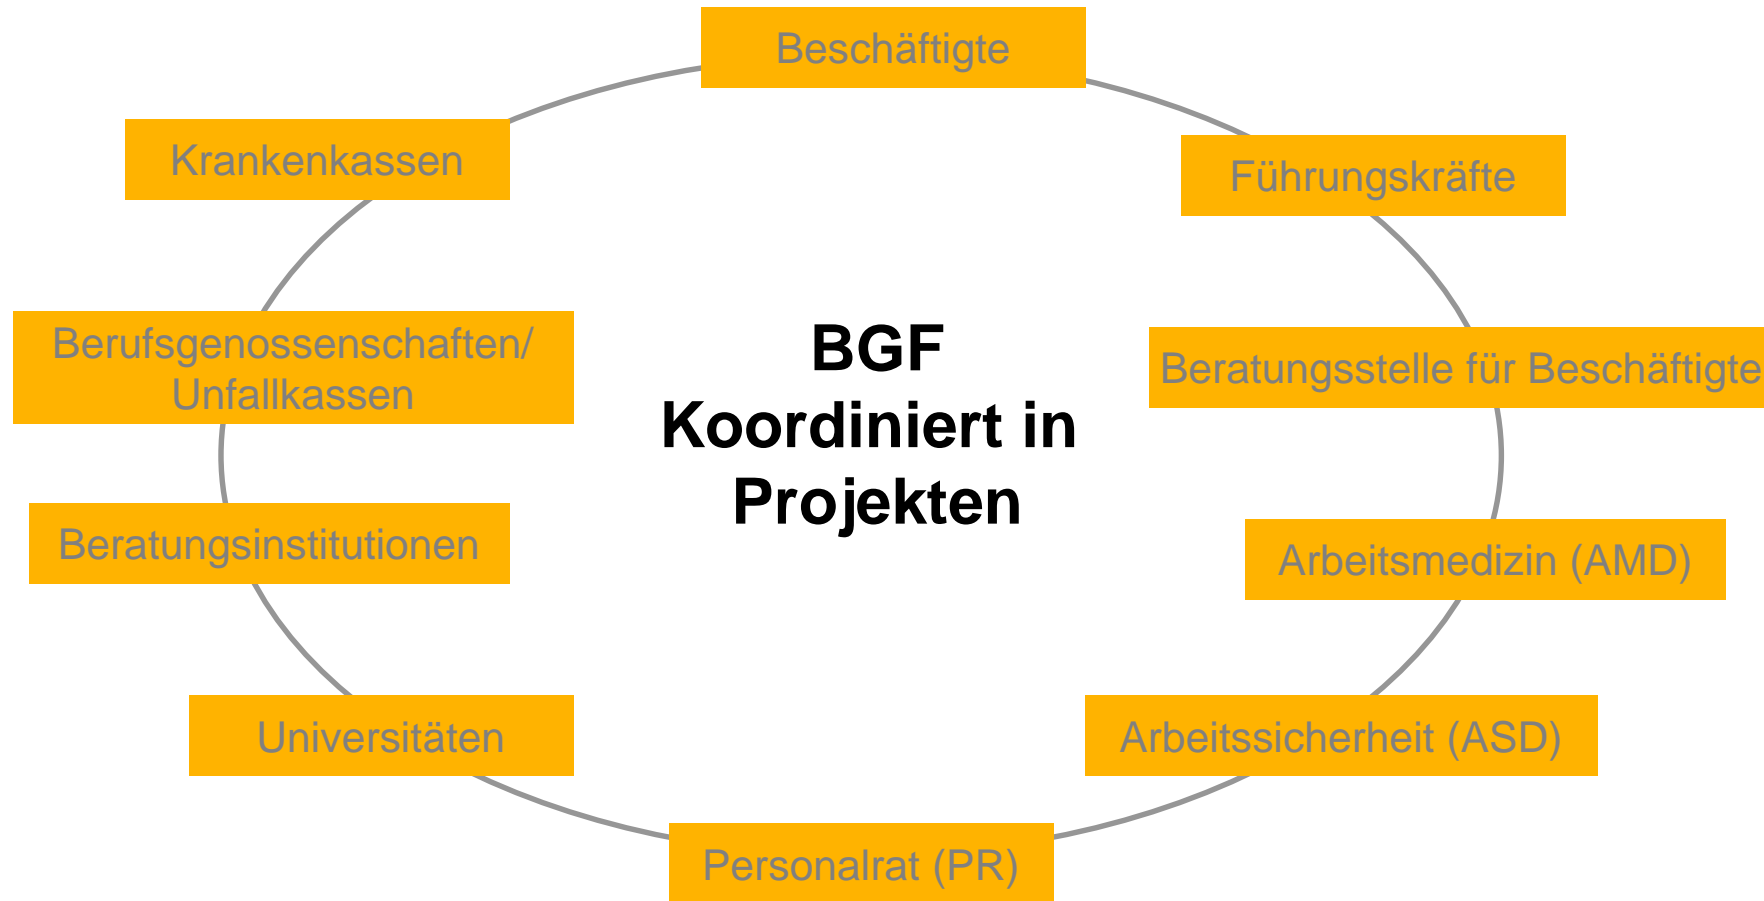 Beschäftigte
Krankenkassen
Führungskräfte
Berufsgenossenschaften/
Unfallkassen
BGF
Koordiniert in
Projekten
Beratungsstelle für Beschäftigte
Beratungsinstitutionen
Arbeitsmedizin (AMD)
Universitäten
Arbeitssicherheit (ASD)
Personalrat (PR)